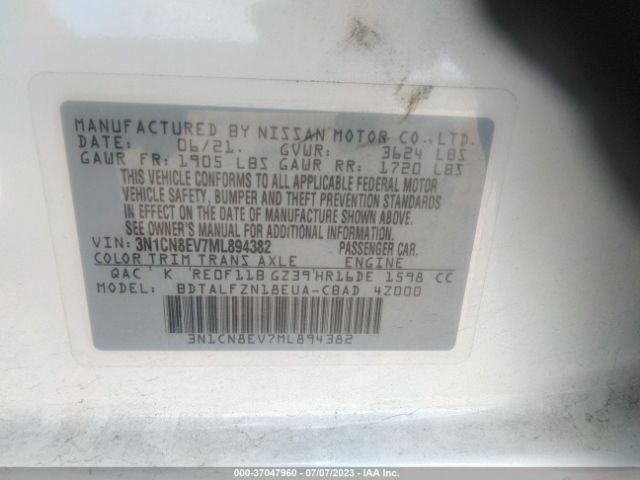 MANUFACTURED BY NISSAN MOTOR CO.,LTD.
DATE: 06/21. GVWR: 3624 LBS
GAWR FR: 1905 LBS GAWR RR: 1720 LBS
THIS VEHICLE CONFORMS TO ALL APPLICABLE FEDERAL MOTOR
VEHICLE SAFETY, BUMPER AND THEFT PREVENTION STANDARDS
IN EFFECT ON THE DATE OF MANUFACTURE SHOWN ABOVE.
SEE OWNER'S MANUAL FOR ADDITIONAL INFORMATION.
VIN: 3N1CN8EV7ML894382 PASSENGER CAR.
COLOR TRIM TRANS AXLE ENGINE
QAC K RE0F11B GZ39 HR16DE 1598 CC
MODEL: BDTALFZN18EUA-CBAD 4Z000
3N1CN8EV7ML894382
000-37047960 - 07/07/2023 - IAA Inc.